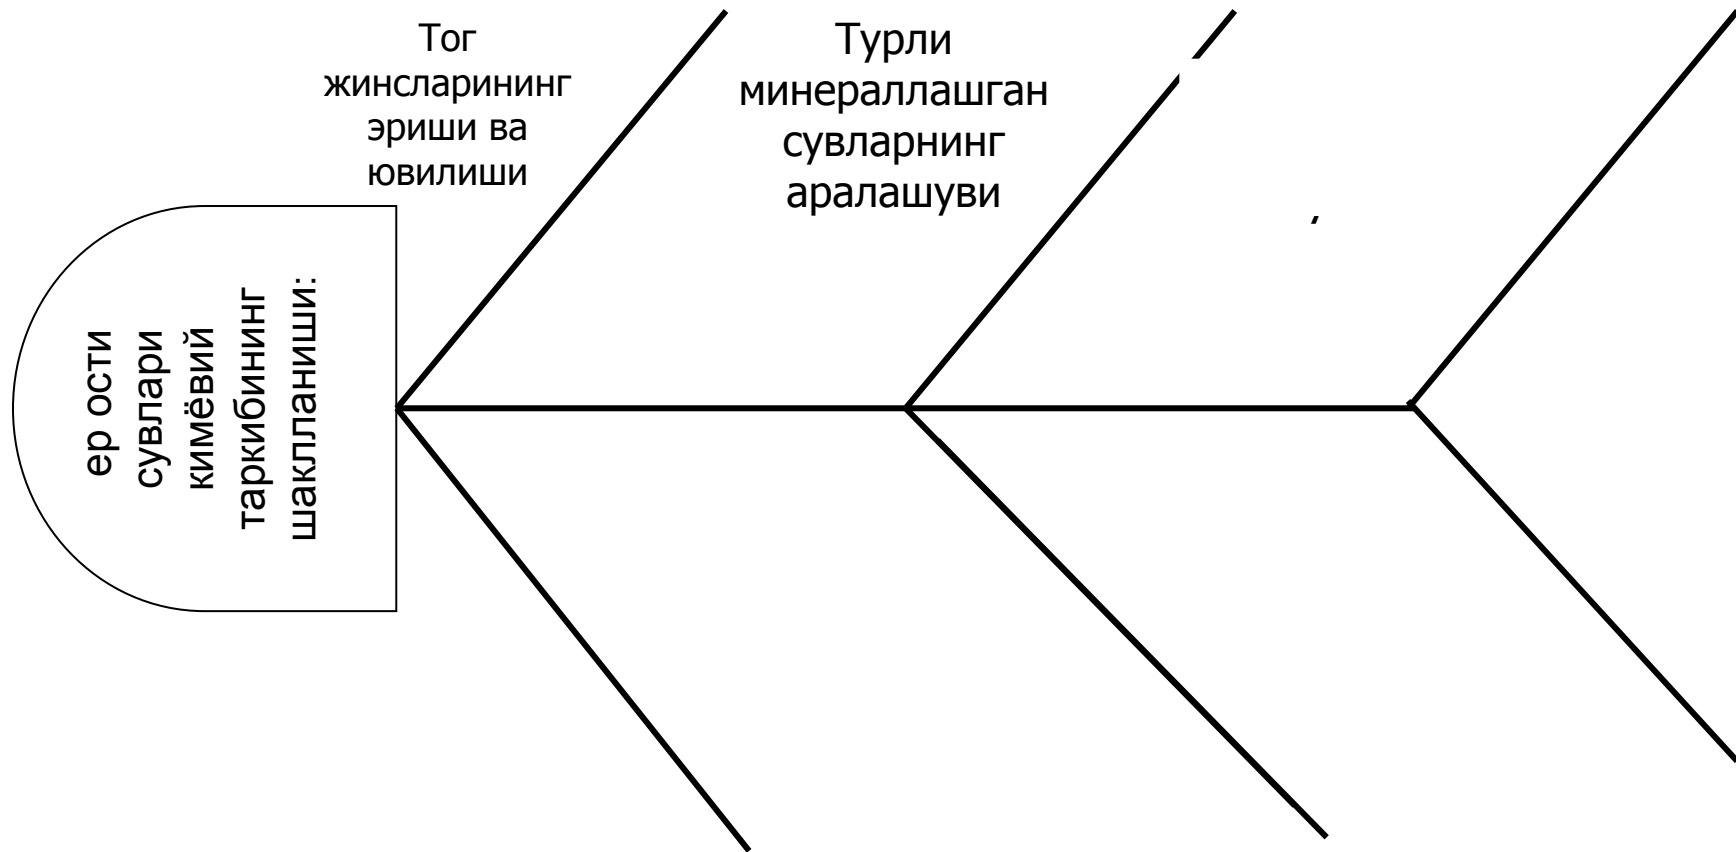 Тог
жинсларининг
эриши ва
ювилиши
Турли
минераллашган
сувларнинг
аралашуви
,
ер ости
сувлари
кимёвий
таркибининг
шаклланиши: